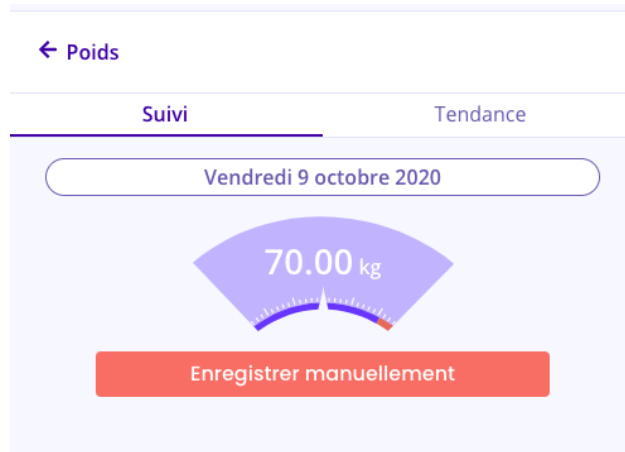 ← Poids
Suivi Tendance
Vendredi 9 octobre 2020
70.00 kg
Enregistrer manuellement